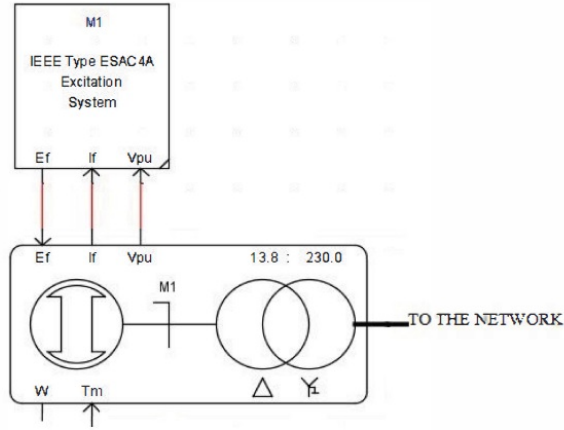 M1
IEEE Type ESAC4A
Excitation
System
Ef If Vpu
Ef If Vpu 13.8 : 230.0
M1
TO THE NETWORK
W Tm